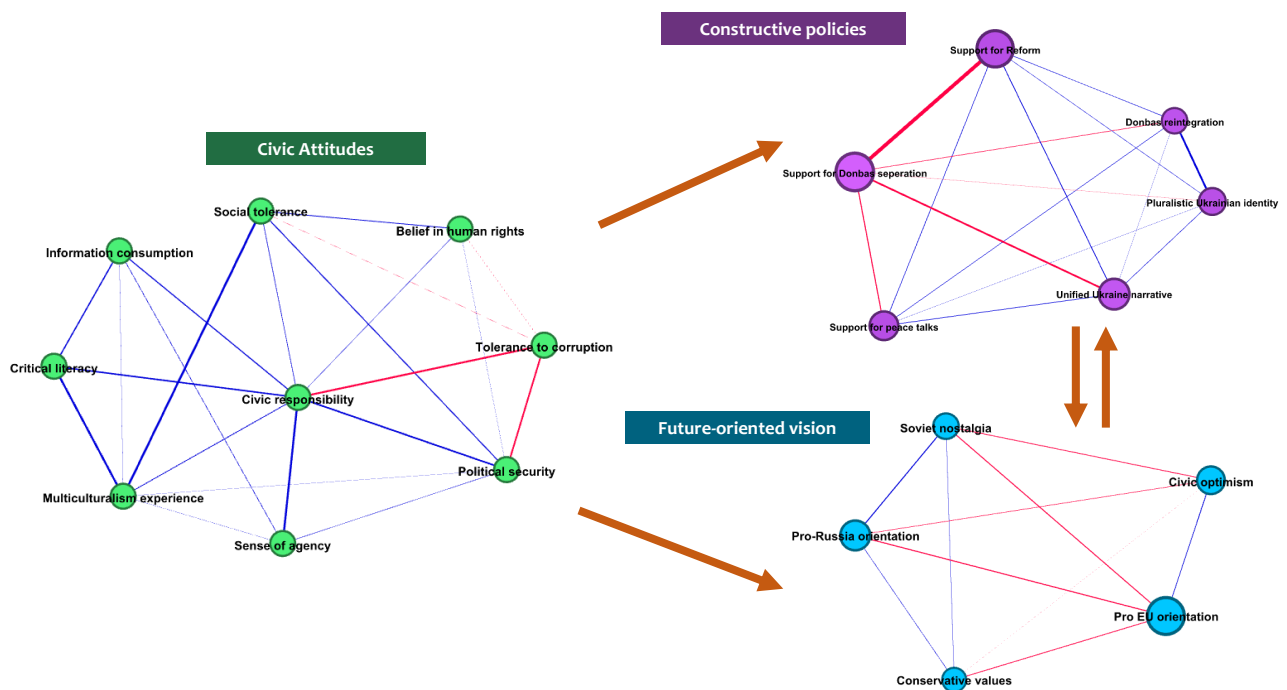 Constructive policies
Support for Reform
Donbas reintegration
Civic Attitudes
Support for Donbas seperation
Pluralistic Ukrainian identity
Social tolerance
Belief in human rights
Information consumption
Unified Ukraine narrative
Support for peace talks
Tolerance to corruption
Critical literacy
Civic responsibility
Future-oriented vision
Soviet nostalgia
Political security
Civic optimism
Multiculturalism experience
Pro-Russia orientation
Sense of agency
Pro EU orientation
Conservative values